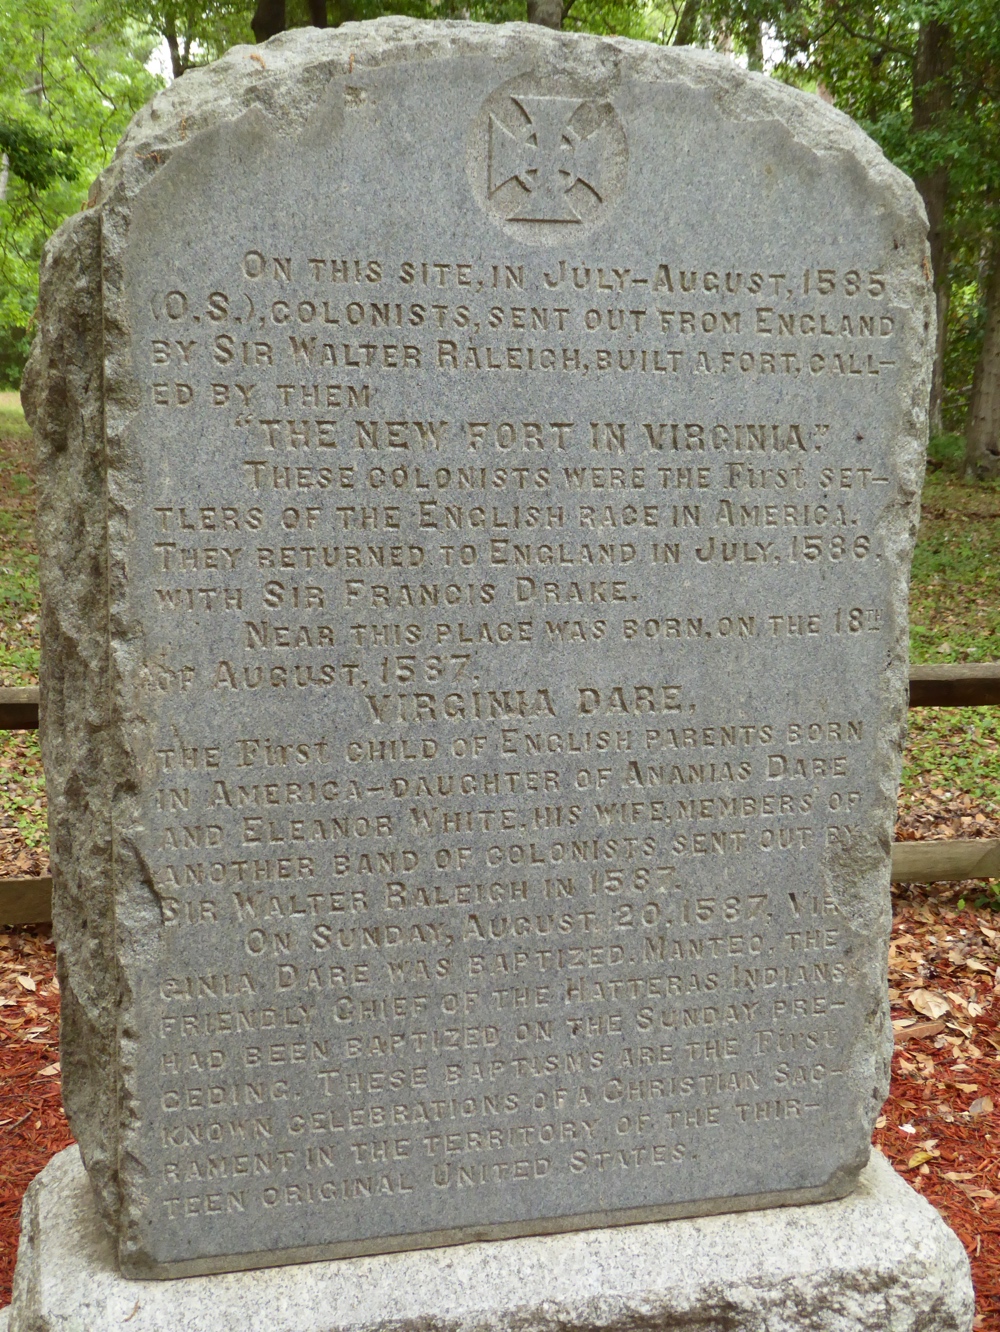 ON THIS SITE, IN JULY-AUGUST, 1585
(O.S.), COLONISTS, SENT OUT FROM ENGLAND
BY SIR WALTER RALEIGH, BUILT A FORT, CALL-
ED BY THEM
"THE NEW FORT IN VIRGINIA."
THESE COLONISTS WERE THE First SET-
TLERS OF THE ENGLISH RACE IN AMERICA.
THEY RETURNED TO ENGLAND IN JULY, 1586,
WITH SIR FRANCIS DRAKE.
NEAR THIS PLACE WAS BORN, ON THE 18TH
OF AUGUST, 1587,
VIRGINIA DARE,
THE First CHILD OF ENGLISH PARENTS BORN
IN AMERICA-DAUGHTER OF ANANIAS DARE
AND ELEANOR WHITE, HIS WIFE, MEMBERS OF
ANOTHER BAND OF COLONISTS SENT OUT BY
SIR WALTER RALEIGH IN 1587.
ON SUNDAY, AUGUST 20, 1587, VIR
GINIA DARE WAS BAPTIZED. MANTEO, THE
FRIENDLY CHIEF OF THE HATTERAS INDIANS
HAD BEEN BAPTIZED ON THE SUNDAY PRE-
CEDING. THESE BAPTISMS ARE THE First
KNOWN CELEBRATIONS OF A CHRISTIAN SAC-
RAMENT IN THE TERRITORY OF THE THIR-
TEEN ORIGINAL UNITED STATES.